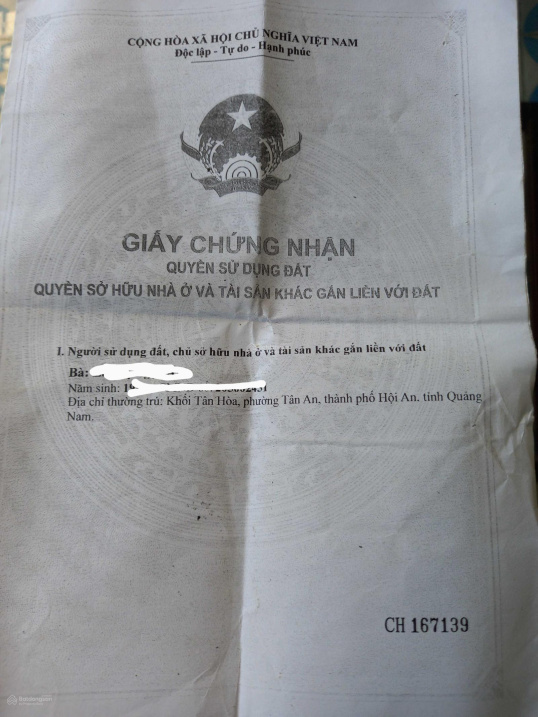 CỘNG HÒA XÃ HỘI CHỦ NGHĨA VIỆT NAM
Độc lập - Tự do - Hạnh phúc
GIẤY CHỨNG NHẬN
QUYỀN SỬ DỤNG ĐẤT
QUYỀN SỞ HỮU NHÀ Ở VÀ TÀI SẢN KHÁC GẮN LIỀN VỚI ĐẤT
I. Người sử dụng đất, chủ sở hữu nhà ở và tài sản khác gắn liền với đất
Bà:
Năm sinh: 1
Địa chỉ thường trú: Khối Tân Hòa, phường Tân An, thành phố Hội An, tỉnh Quảng
Nam.
CH 167139